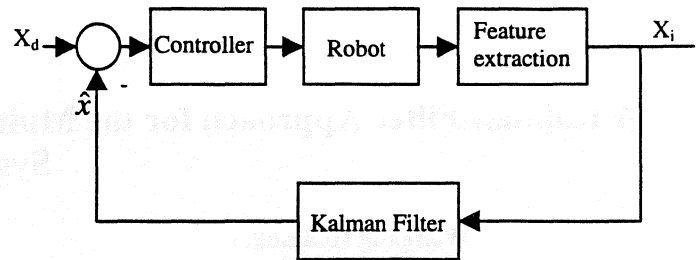 X_d
Controller
Robot
Feature
extraction
X_i
-
x̂
Kalman Filter